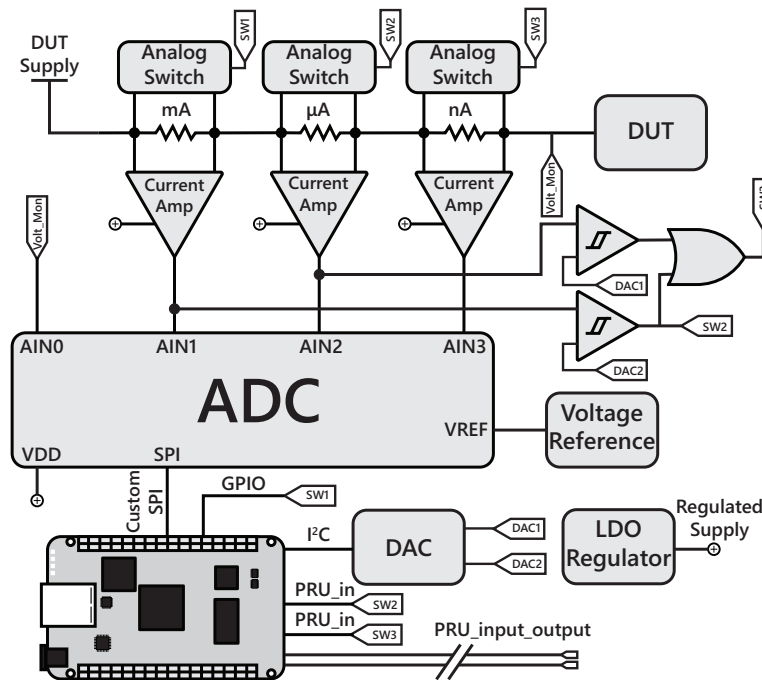 DUT
Supply
Analog
Switch
SW1
Analog
Switch
SW2
Analog
Switch
SW3
mA
µA
nA
DUT
Current
Amp
Current
Amp
Current
Amp
Volt_Mon
Volt_Mon
SW3
DAC1
SW2
DAC2
AIN0
AIN1
AIN2
AIN3
ADC
VREF
Voltage
Reference
VDD
SPI
Custom
SPI
GPIO
SW1
I²C
DAC
DAC1
DAC2
LDO
Regulator
Regulated
Supply
PRU_in
SW2
PRU_in
SW3
PRU_input_output